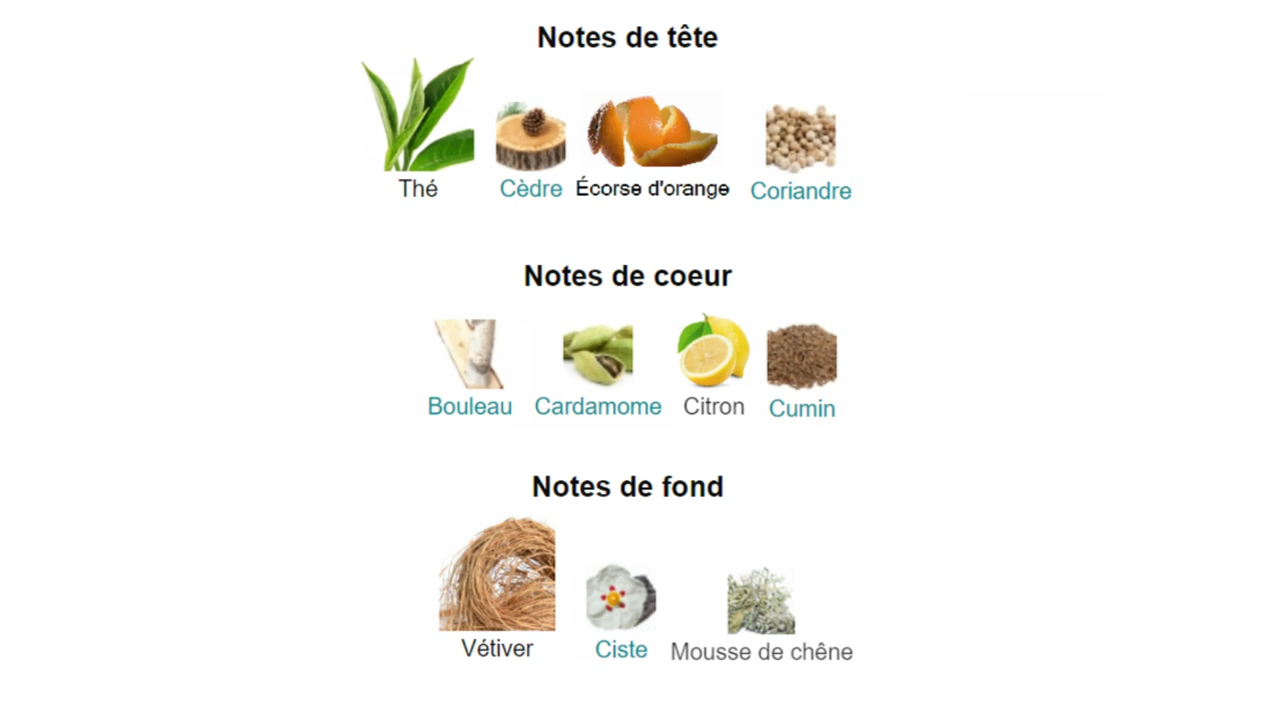 Notes de tête
Thé Cèdre Écorse d'orange Coriandre
Notes de coeur
Bouleau Cardamome Citron Cumin
Notes de fond
Vétiver Ciste Mousse de chêne